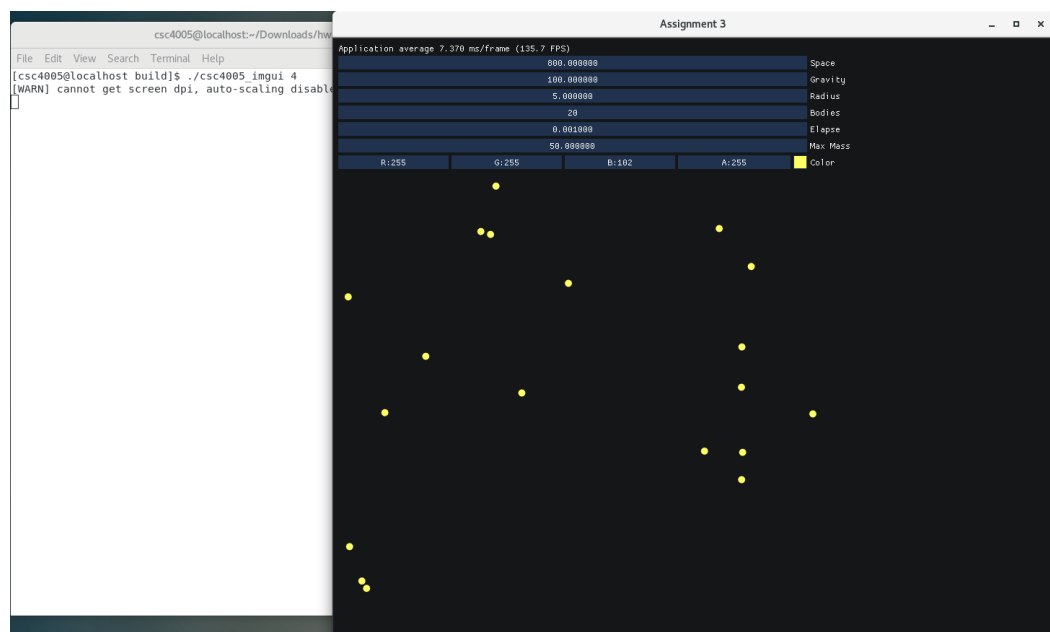 csc4005@localhost:~/Downloads/hw
File Edit View Search Terminal Help
[csc4005@localhost build]$ ./csc4005_imgui 4
[WARN] cannot get screen dpi, auto-scaling disable
Assignment 3
Application average 7.370 ms/frame (135.7 FPS)
800.000000 Space
100.000000 Gravity
5.000000 Radius
20 Bodies
0.001000 Elapse
50.000000 Max Mass
R:255 G:255 B:102 A:255 Color